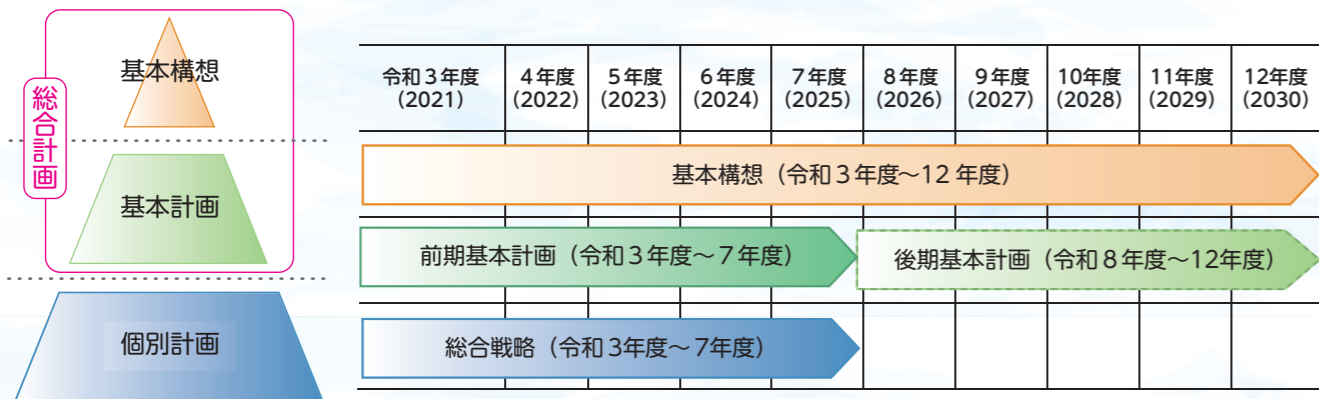 総合計画
基本構想
基本計画
個別計画
令和3年度 4年度 5年度 6年度 7年度 8年度 9年度 10年度 11年度 12年度
(2021) (2022) (2023) (2024) (2025) (2026) (2027) (2028) (2029) (2030)
基本構想（令和3年度〜12年度）
前期基本計画（令和3年度〜7年度） 後期基本計画（令和8年度〜12年度）
総合戦略（令和3年度〜7年度）